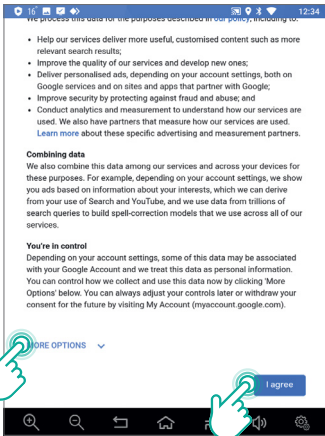 16° 12:34
We process this data for the purposes described in our policy, including to:
• Help our services deliver more useful, customised content such as more
relevant search results;
• Improve the quality of our services and develop new ones;
• Deliver personalised ads, depending on your account settings, both on
Google services and on sites and apps that partner with Google;
• Improve security by protecting against fraud and abuse; and
• Conduct analytics and measurement to understand how our services are
used. We also have partners that measure how our services are used.
Learn more about these specific advertising and measurement partners.
Combining data
We also combine this data among our services and across your devices for
these purposes. For example, depending on your account settings, we show
you ads based on information about your interests, which we can derive
from your use of Search and YouTube, and we use data from trillions of
search queries to build spell-correction models that we use across all of our
services.
You're in control
Depending on your account settings, some of this data may be associated
with your Google Account and we treat this data as personal information.
You can control how we collect and use this data now by clicking 'More
Options' below. You can always adjust your controls later or withdraw your
consent for the future by visiting My Account (myaccount.google.com).
MORE OPTIONS
I agree